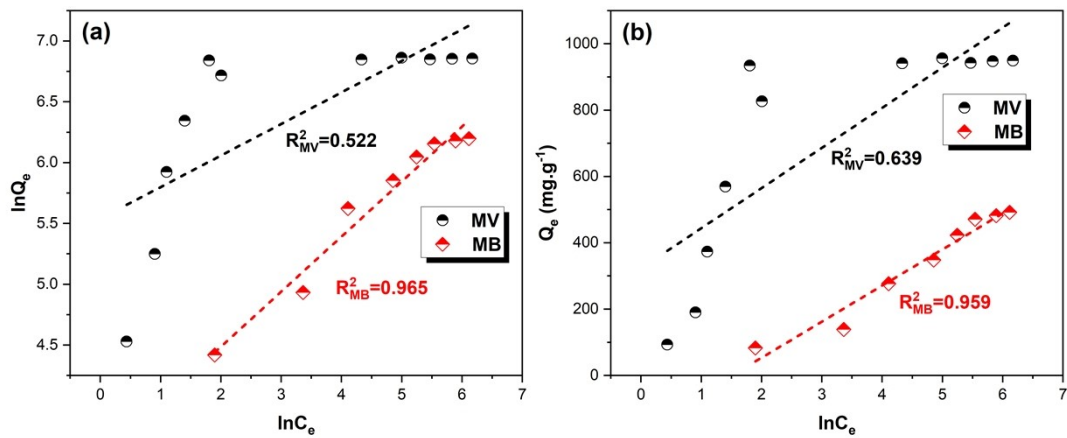 (a)
7.0
6.5
6.0
5.5
5.0
4.5
lnQe
R²MV=0.522
MV
MB
R²MB=0.965
0 1 2 3 4 5 6 7
lnCe
(b)
1000
800
600
400
200
0
Qe (mg.g-1)
MV
MB
R²MV=0.639
R²MB=0.959
0 1 2 3 4 5 6 7
lnCe